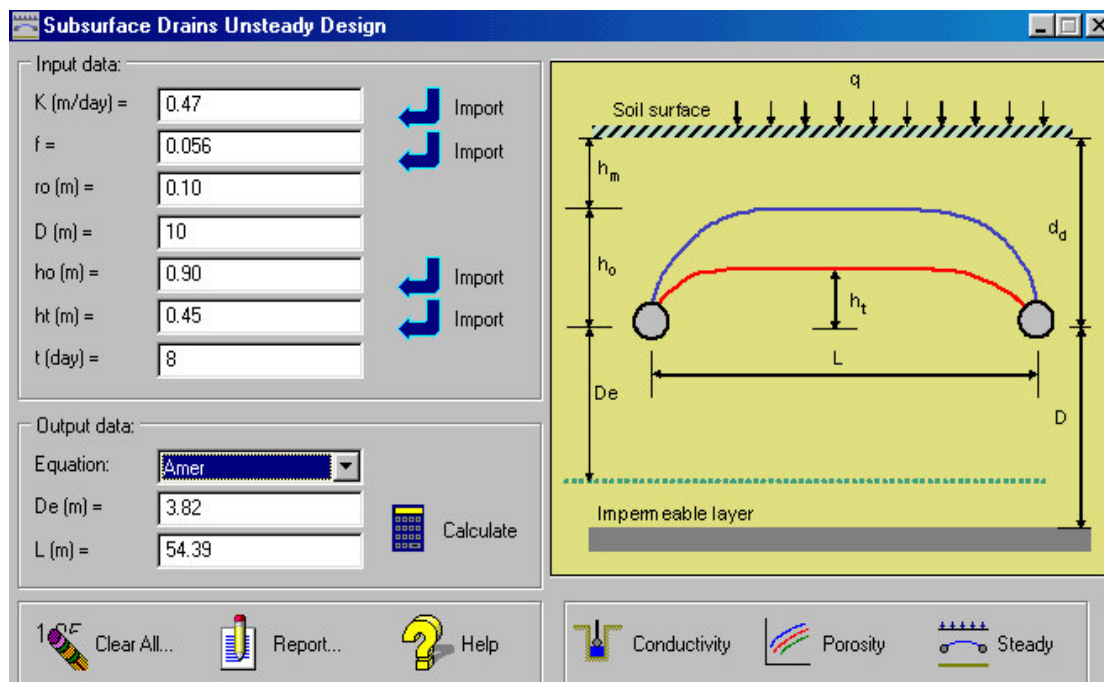 Subsurface Drains Unsteady Design
Input data:
K (m/day) = 0.47 Import
f = 0.056 Import
ro (m) = 0.10
D (m) = 10
ho (m) = 0.90 Import
ht (m) = 0.45 Import
t (day) = 8
Output data:
Equation: Amer
De (m) = 3.82
L (m) = 54.39
Calculate
q
Soil surface
hm
ho
dd
ht
L
De
D
Impermeable layer
Clear All... Report... Help
Conductivity Porosity Steady